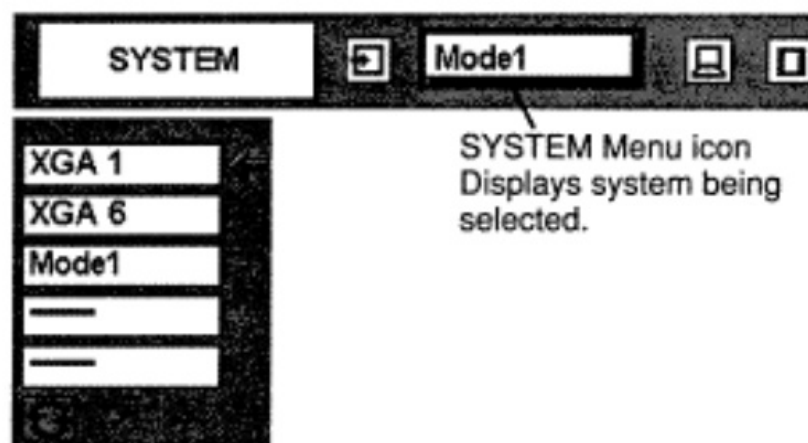 SYSTEM Mode1
SYSTEM Menu icon
Displays system being
selected.
XGA 1
XGA 6
Mode1
-----
-----